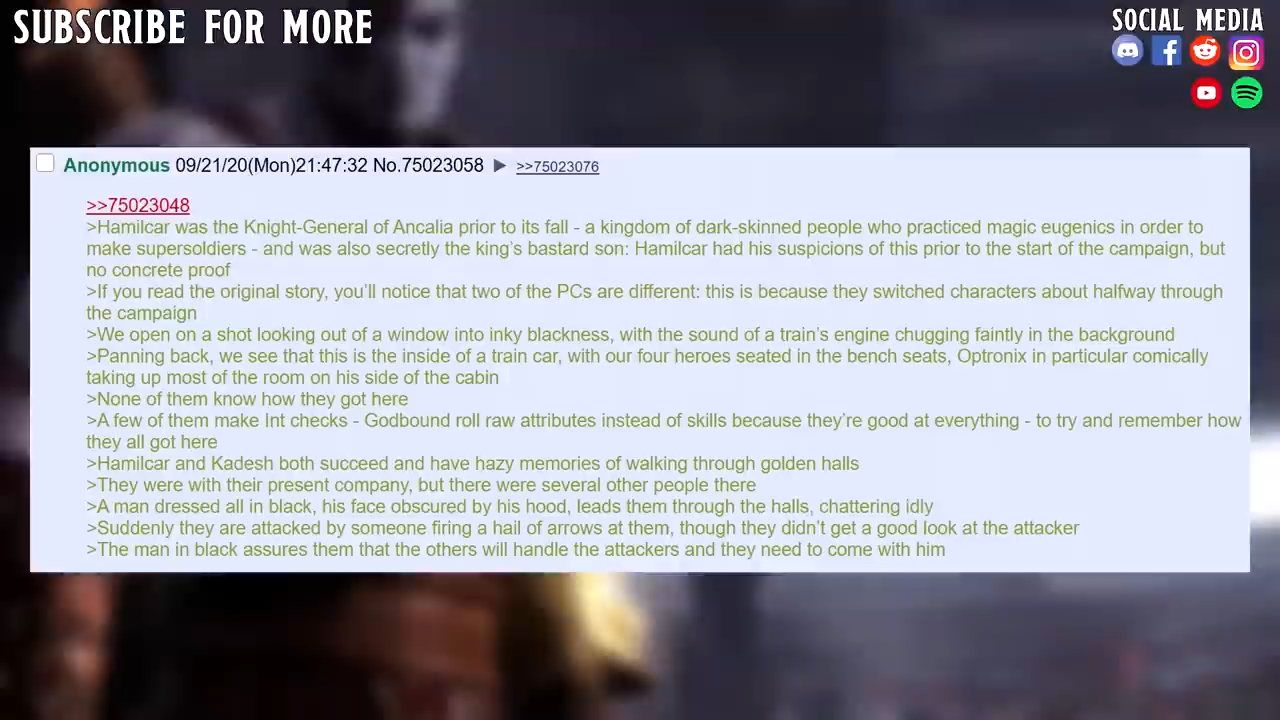 SUBSCRIBE FOR MORE
SOCIAL MEDIA
Anonymous 09/21/20(Mon)21:47:32 No.75023058 ▶ >>75023076
>>75023048
>Hamilcar was the Knight-General of Ancalia prior to its fall - a kingdom of dark-skinned people who practiced magic eugenics in order to
make supersoldiers - and was also secretly the king's bastard son: Hamilcar had his suspicions of this prior to the start of the campaign, but
no concrete proof
>If you read the original story, you'll notice that two of the PCs are different: this is because they switched characters about halfway through
the campaign
>We open on a shot looking out of a window into inky blackness, with the sound of a train's engine chugging faintly in the background
>Panning back, we see that this is the inside of a train car, with our four heroes seated in the bench seats, Optronix in particular comically
taking up most of the room on his side of the cabin
>None of them know how they got here
>A few of them make Int checks - Godbound roll raw attributes instead of skills because they're good at everything - to try and remember how
they all got here
>Hamilcar and Kadesh both succeed and have hazy memories of walking through golden halls
>They were with their present company, but there were several other people there
>A man dressed all in black, his face obscured by his hood, leads them through the halls, chattering idly
>Suddenly they are attacked by someone firing a hail of arrows at them, though they didn't get a good look at the attacker
>The man in black assures them that the others will handle the attackers and they need to come with him